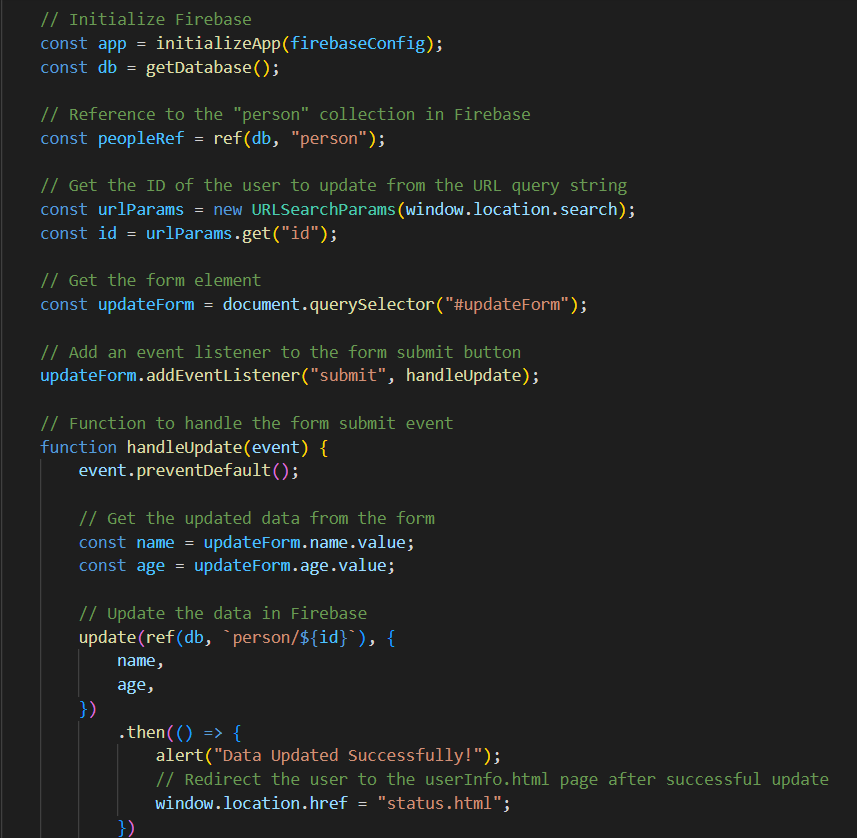 // Initialize Firebase
const app = initializeApp(firebaseConfig);
const db = getDatabase();
// Reference to the "person" collection in Firebase
const peopleRef = ref(db, "person");
// Get the ID of the user to update from the URL query string
const urlParams = new URLSearchParams(window.location.search);
const id = urlParams.get("id");
// Get the form element
const updateForm = document.querySelector("#updateForm");
// Add an event listener to the form submit button
updateForm.addEventListener("submit", handleUpdate);
// Function to handle the form submit event
function handleUpdate(event) {
    event.preventDefault();
    // Get the updated data from the form
    const name = updateForm.name.value;
    const age = updateForm.age.value;
    // Update the data in Firebase
    update(ref(db, `person/${id}`), {
        name,
        age,
    })
        .then(() => {
            alert("Data Updated Successfully!");
            // Redirect the user to the userInfo.html page after successful update
            window.location.href = "status.html";
        })